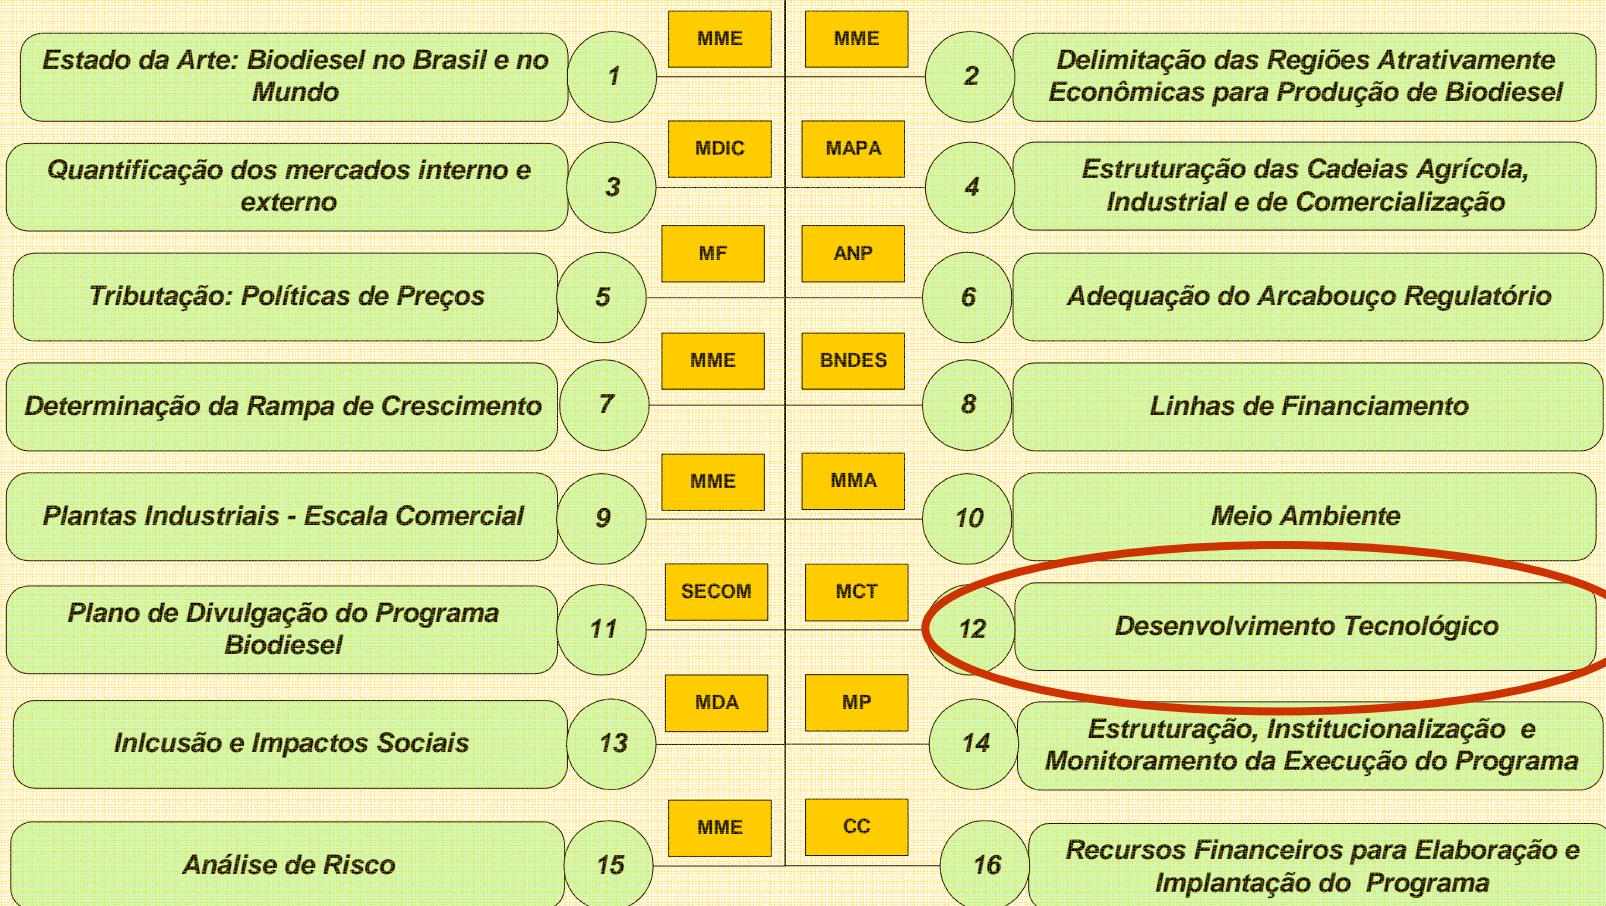 MME
MME
Estado da Arte: Biodiesel no Brasil e no
Mundo
1
2
Delimitação das Regiões Atrativamente
Econômicas para Produção de Biodiesel
MDIC
MAPA
Quantificação dos mercados interno e
externo
3
4
Estruturação das Cadeias Agrícola,
Industrial e de Comercialização
MF
ANP
Tributação: Políticas de Preços
5
6
Adequação do Arcabouço Regulatório
MME
BNDES
Determinação da Rampa de Crescimento
7
8
Linhas de Financiamento
MME
MMA
Plantas Industriais - Escala Comercial
9
10
Meio Ambiente
SECOM
MCT
Plano de Divulgação do Programa
Biodiesel
11
12
Desenvolvimento Tecnológico
MDA
MP
Inlcusão e Impactos Sociais
13
14
Estruturação, Institucionalização e
Monitoramento da Execução do Programa
MME
CC
Análise de Risco
15
16
Recursos Financeiros para Elaboração e
Implantação do Programa